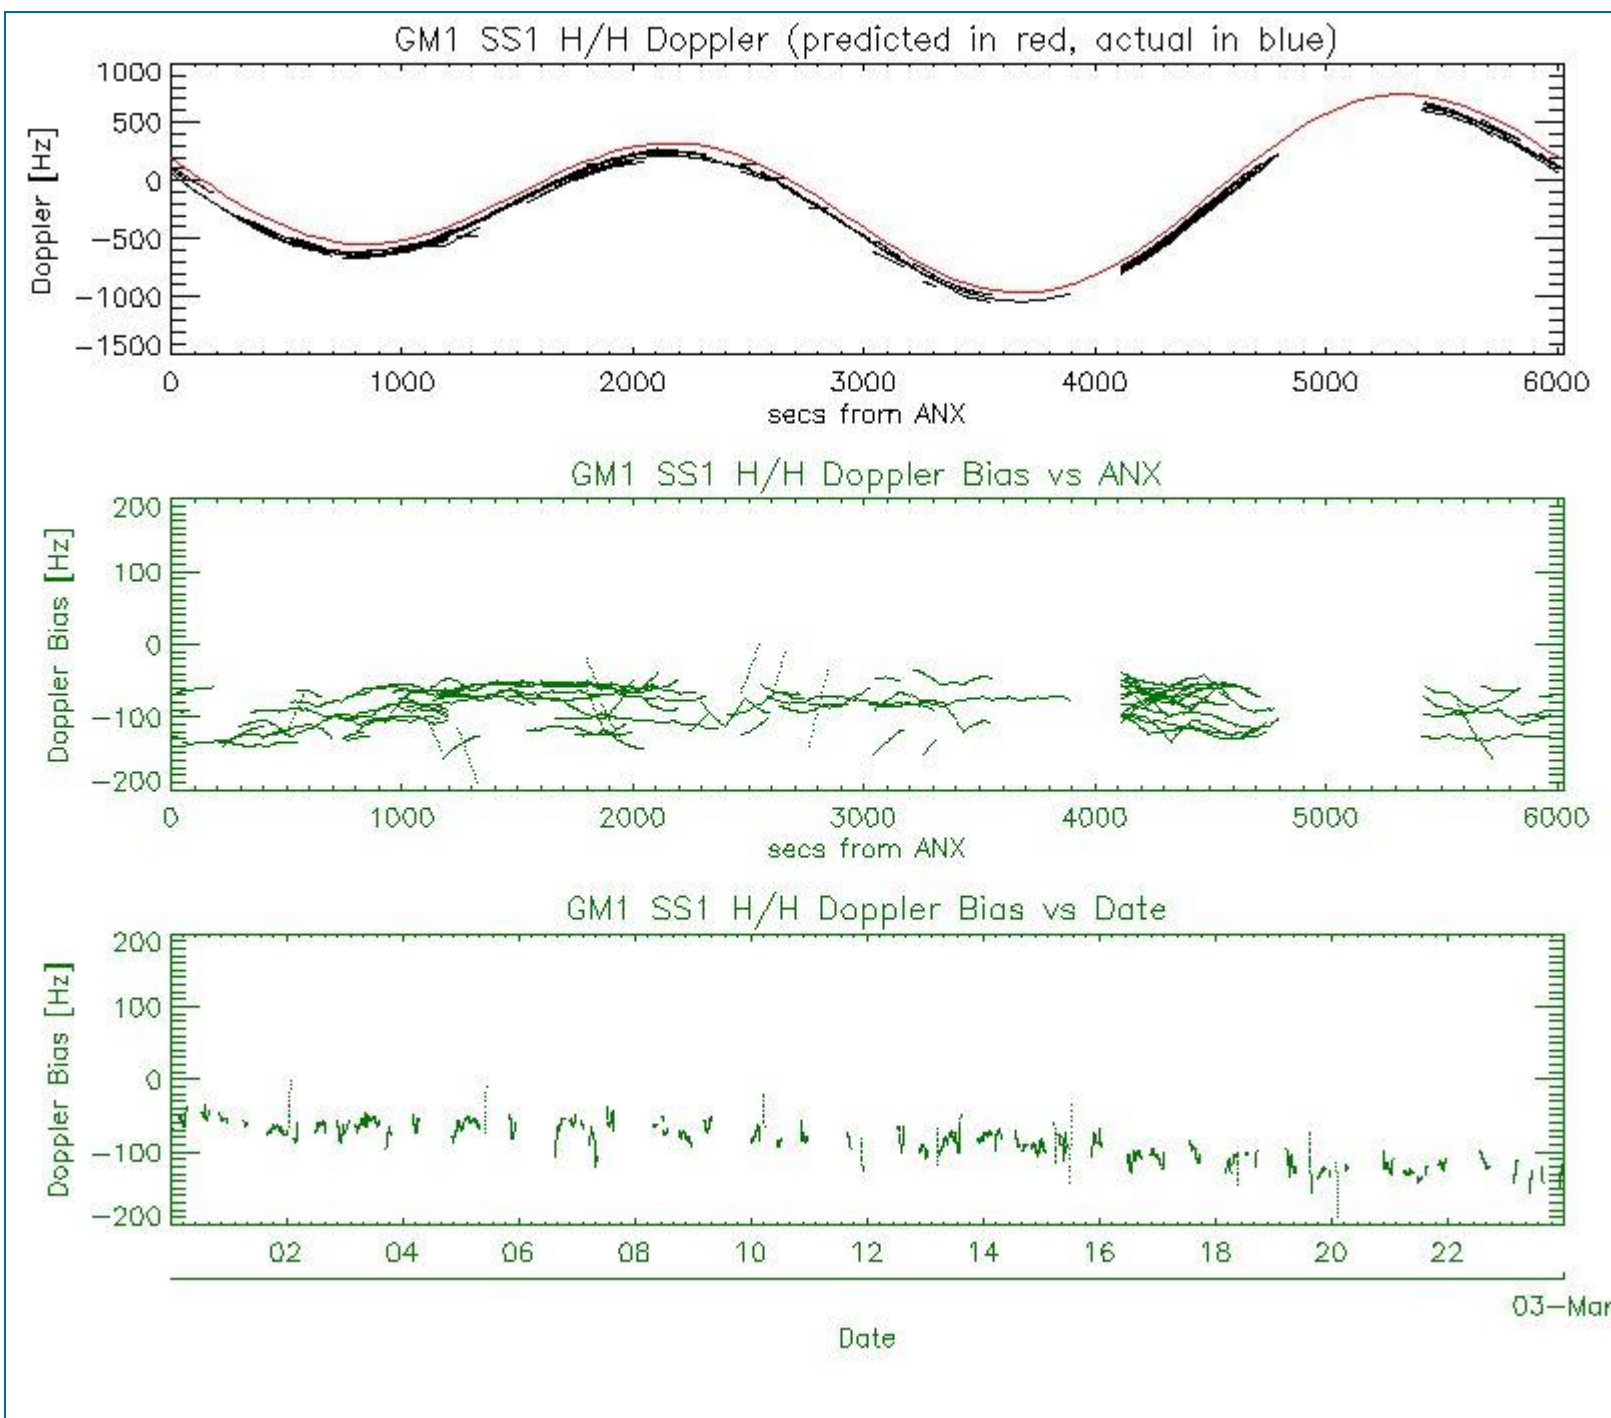 GM1 SS1 H/H Doppler (predicted in red, actual in blue)
1000
500
0
-500
-1000
-1500
Doppler [Hz]
0 1000 2000 3000 4000 5000 6000
secs from ANX
GM1 SS1 H/H Doppler Bias vs ANX
200
100
0
-100
-200
Doppler Bias [Hz]
0 1000 2000 3000 4000 5000 6000
secs from ANX
GM1 SS1 H/H Doppler Bias vs Date
200
100
0
-100
-200
Doppler Bias [Hz]
02 04 06 08 10 12 14 16 18 20 22
03-Mar
Date